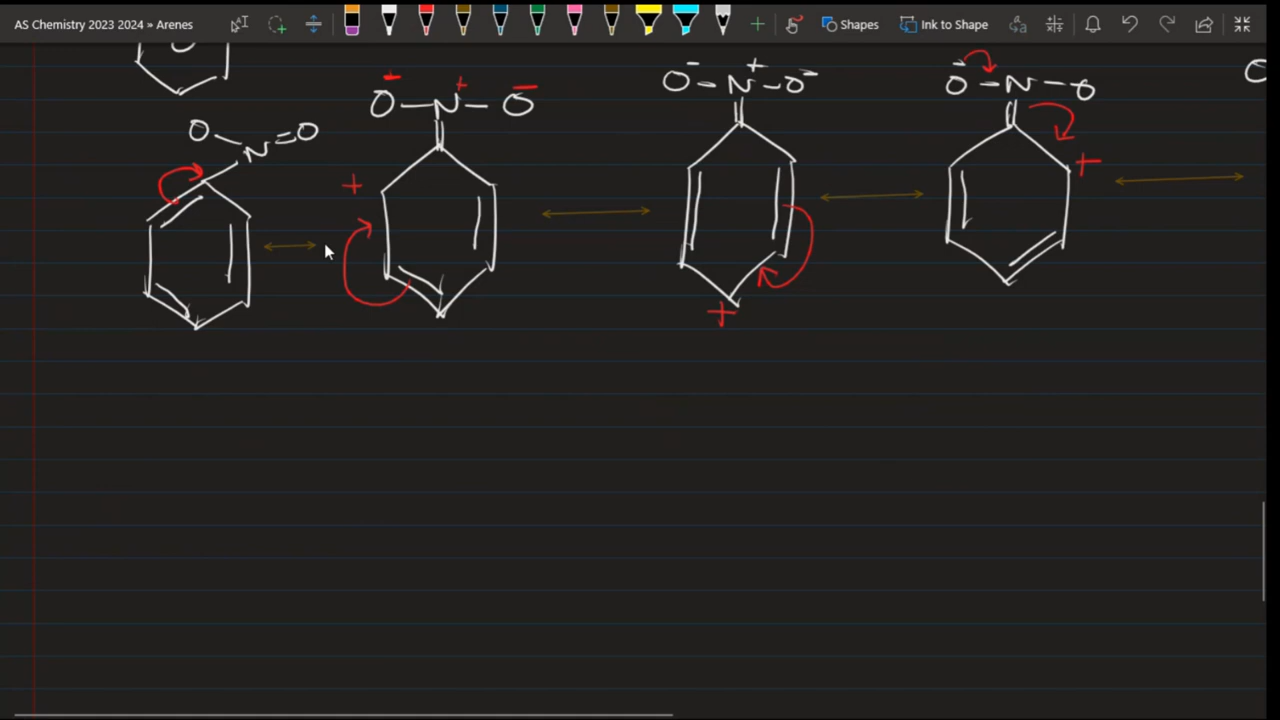 AS Chemistry 2023 2024 » Arenes Shapes Ink to Shape
O - N = O
- + -
O - N - O
+
O⁻ - N⁺ - O⁻
+
O⁻ - N - O
+
O